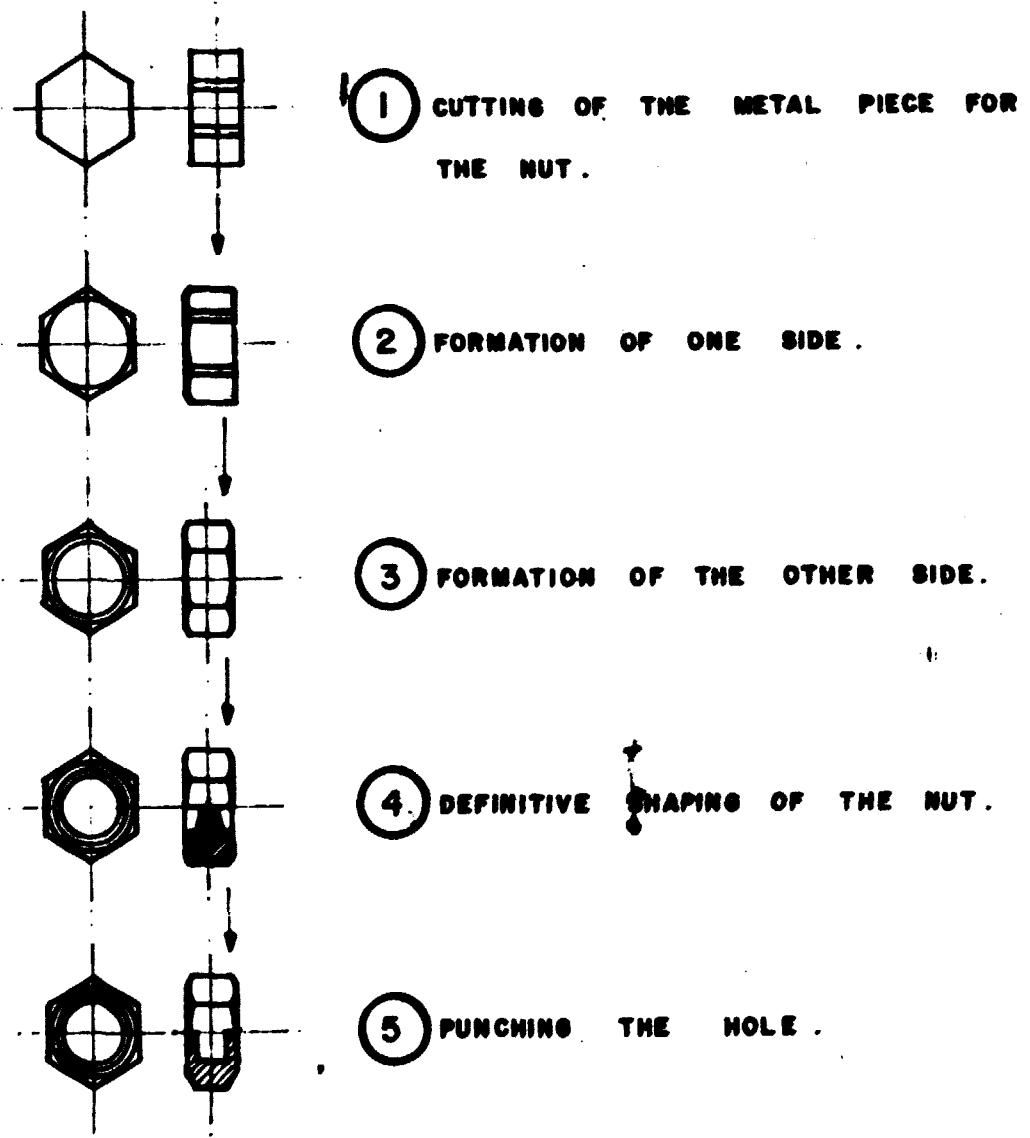 1 CUTTING OF THE METAL PIECE FOR
THE NUT.
2 FORMATION OF ONE SIDE.
3 FORMATION OF THE OTHER SIDE.
4 DEFINITIVE SHAPING OF THE NUT.
5 PUNCHING THE HOLE.